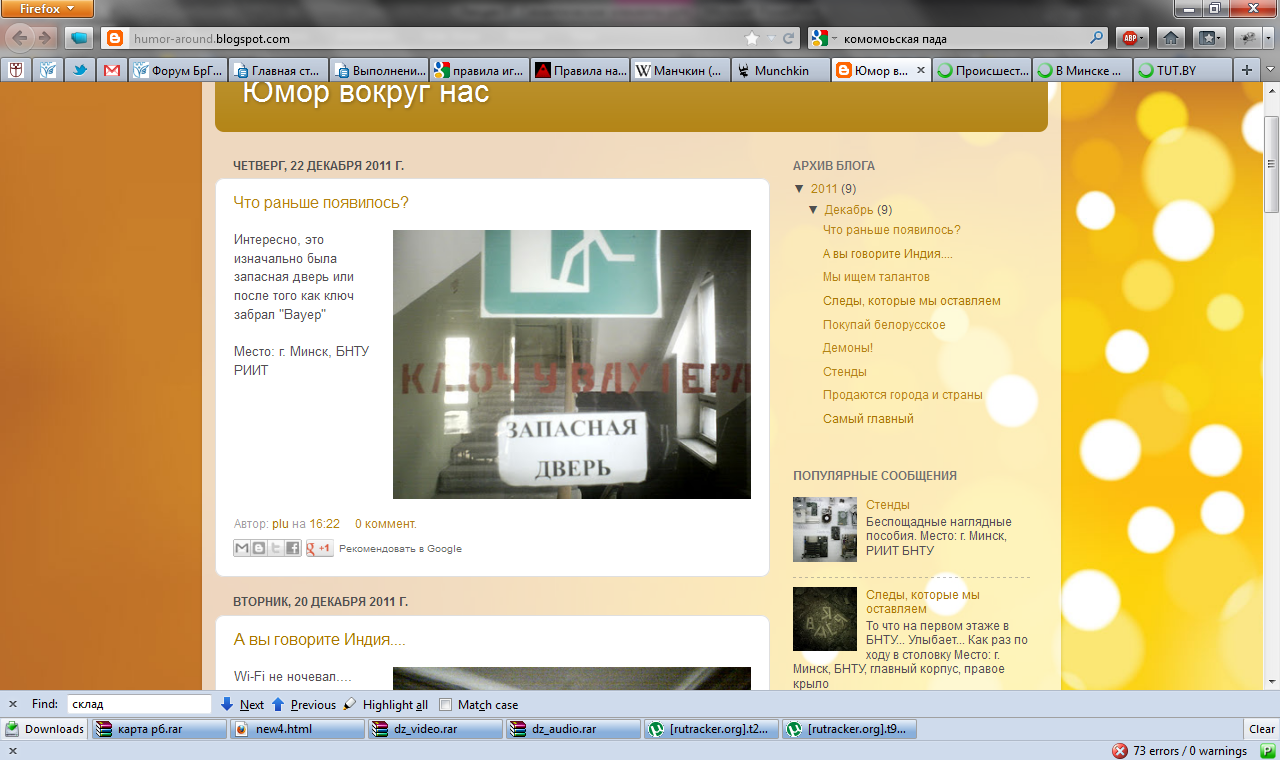 Firefox
humor-around.blogspot.com
комомоьская пада
ABP
Форум БрГ...
Главная ст...
Выполнени...
правила иг...
Правила на...
Манчкин (...
Munchkin
Юмор в...
Происшест...
В Минске ...
TUT.BY
Юмор вокруг нас
ЧЕТВЕРГ, 22 ДЕКАБРЯ 2011 Г.
Что раньше появилось?
Интересно, это
изначально была
запасная дверь или
после того как ключ
забрал "Вауер"
Место: г. Минск, БНТУ
РИИТ
КЛЮЧ У ВАХТЕРА
ЗАПАСНАЯ
ДВЕРЬ
Автор: plu на 16:22 0 коммент.
+1 Рекомендовать в Google
ВТОРНИК, 20 ДЕКАБРЯ 2011 Г.
А вы говорите Индия....
Wi-Fi не ночевал....
АРХИВ БЛОГА
▼ 2011 (9)
▼ Декабрь (9)
Что раньше появилось?
А вы говорите Индия....
Мы ищем талантов
Следы, которые мы оставляем
Покупай белорусское
Демоны!
Стенды
Продаются города и страны
Самый главный
ПОПУЛЯРНЫЕ СООБЩЕНИЯ
Стенды
Беспощадные наглядные
пособия. Место: г. Минск,
РИИТ БНТУ
Следы, которые мы
оставляем
То что на первом этаже в
БНТУ... Улыбает... Как раз по
ходу в столовку Место: г.
Минск, БНТУ, главный корпус, правое
крыло
Find: склад Next Previous Highlight all Match case
Downloads карта рб.rar new4.html dz_video.rar dz_audio.rar [rutracker.org].t2... [rutracker.org].t9... Clear
73 errors / 0 warnings